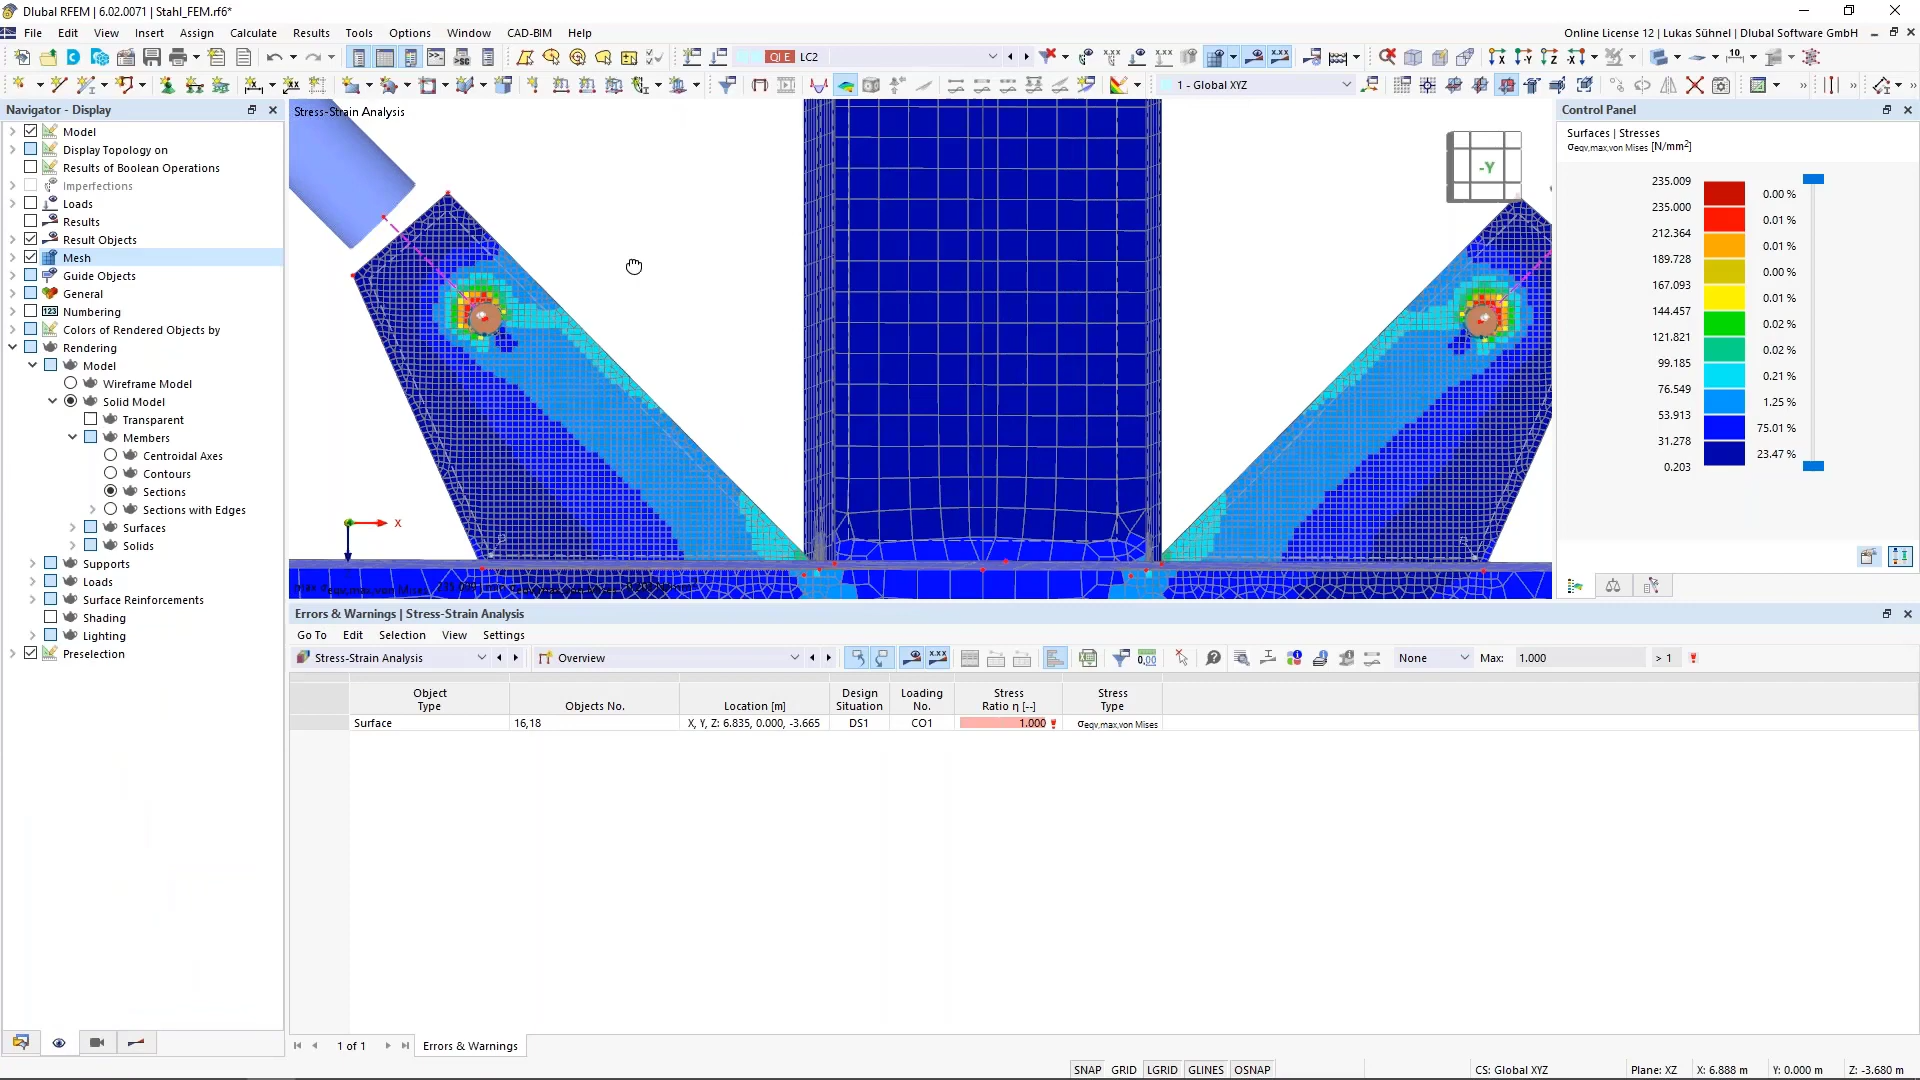 Dlubal RFEM | 6.02.0071 | Stahl_FEM.rf6*
File Edit View Insert Assign Calculate Results Tools Options Window CAD-BIM Help
Online License 12 | Lukas Sühnel | Dlubal Software GmbH
QI E LC2
1 - Global XYZ
Navigator - Display
Model
Display Topology on
Results of Boolean Operations
Imperfections
Loads
Results
Result Objects
Mesh
Guide Objects
General
123 Numbering
Colors of Rendered Objects by
Rendering
Model
Wireframe Model
Solid Model
Transparent
Members
Centroidal Axes
Contours
Sections
Sections with Edges
Surfaces
Solids
Supports
Loads
Surface Reinforcements
Shading
Lighting
Preselection
Stress-Strain Analysis
-Y
X
Control Panel
Surfaces | Stresses
σeqv,max,von Mises [N/mm²]
235.009
0.00 %
235.000
0.01 %
212.364
0.01 %
189.728
0.00 %
167.093
0.01 %
144.457
0.02 %
121.821
0.02 %
99.185
0.21 %
76.549
1.25 %
53.913
75.01 %
31.278
23.47 %
0.203
Errors & Warnings | Stress-Strain Analysis
Go To Edit Selection View Settings
Stress-Strain Analysis
Overview
None
Max: 1.000 > 1
Object Type
Objects No.
Location [m]
Design Situation
Loading No.
Stress Ratio η [--]
Stress Type
Surface 16,18 X, Y, Z: 6.835, 0.000, -3.665 DS1 CO1 1.000 σeqv,max,von Mises
1 of 1
Errors & Warnings
SNAP GRID LGRID GLINES OSNAP
CS: Global XYZ
Plane: XZ
X: 6.888 m
Y: 0.000 m
Z: -3.680 m